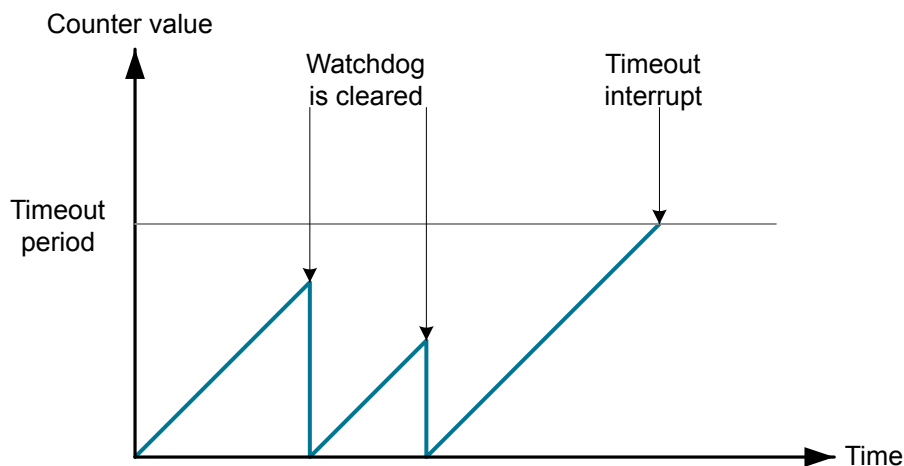 Counter value
Watchdog
is cleared
Timeout
interrupt
Timeout
period
Time